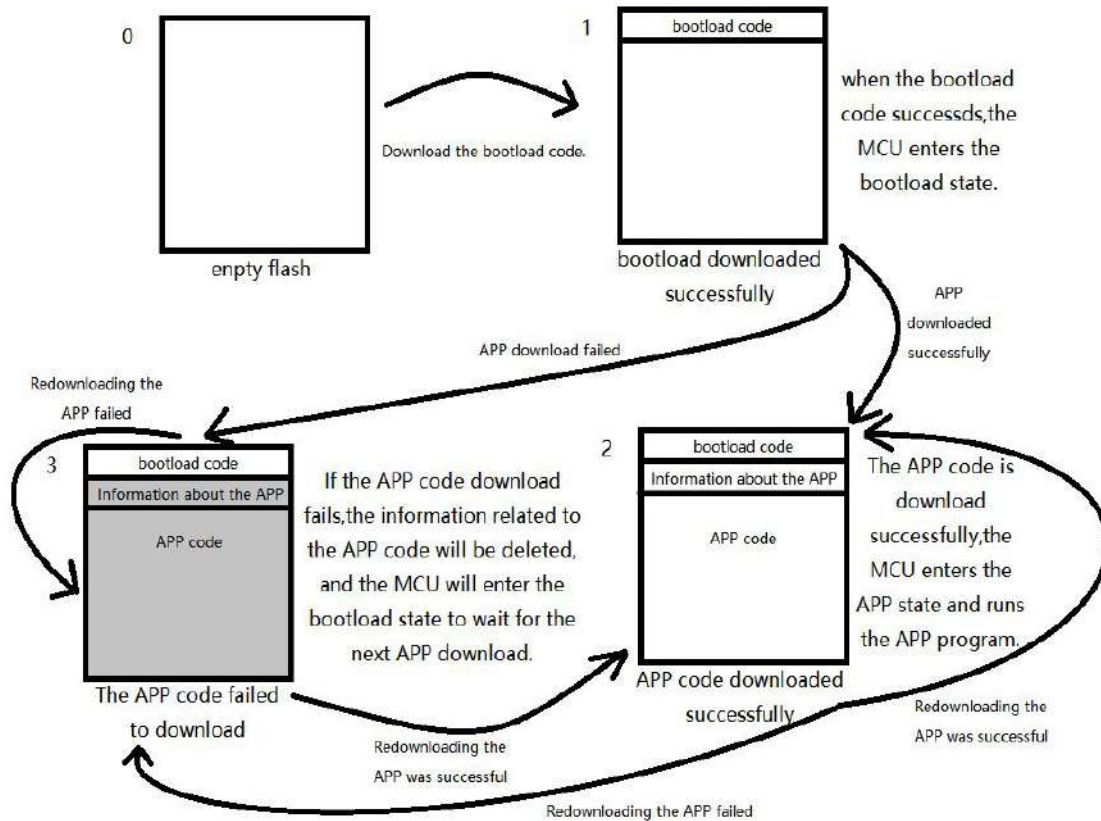 0
enpty flash
Download the bootload code.
1
bootload code
bootload downloaded
successfully
when the bootload
code successds,the
MCU enters the
bootload state.
APP download failed
APP
downloaded
successfully
Redownloading the
APP failed
3
bootload code
Information about the APP
APP code
The APP code failed
to download
If the APP code download
fails,the information related to
the APP code will be deleted,
and the MCU will enter the
bootload state to wait for the
next APP download.
2
bootload code
Information about the APP
APP code
APP code downloaded
successfully
The APP code is
download
successfully,the
MCU enters the
APP state and runs
the APP program.
Redownloading the
APP was successful
Redownloading the
APP was successful
Redownloading the APP failed